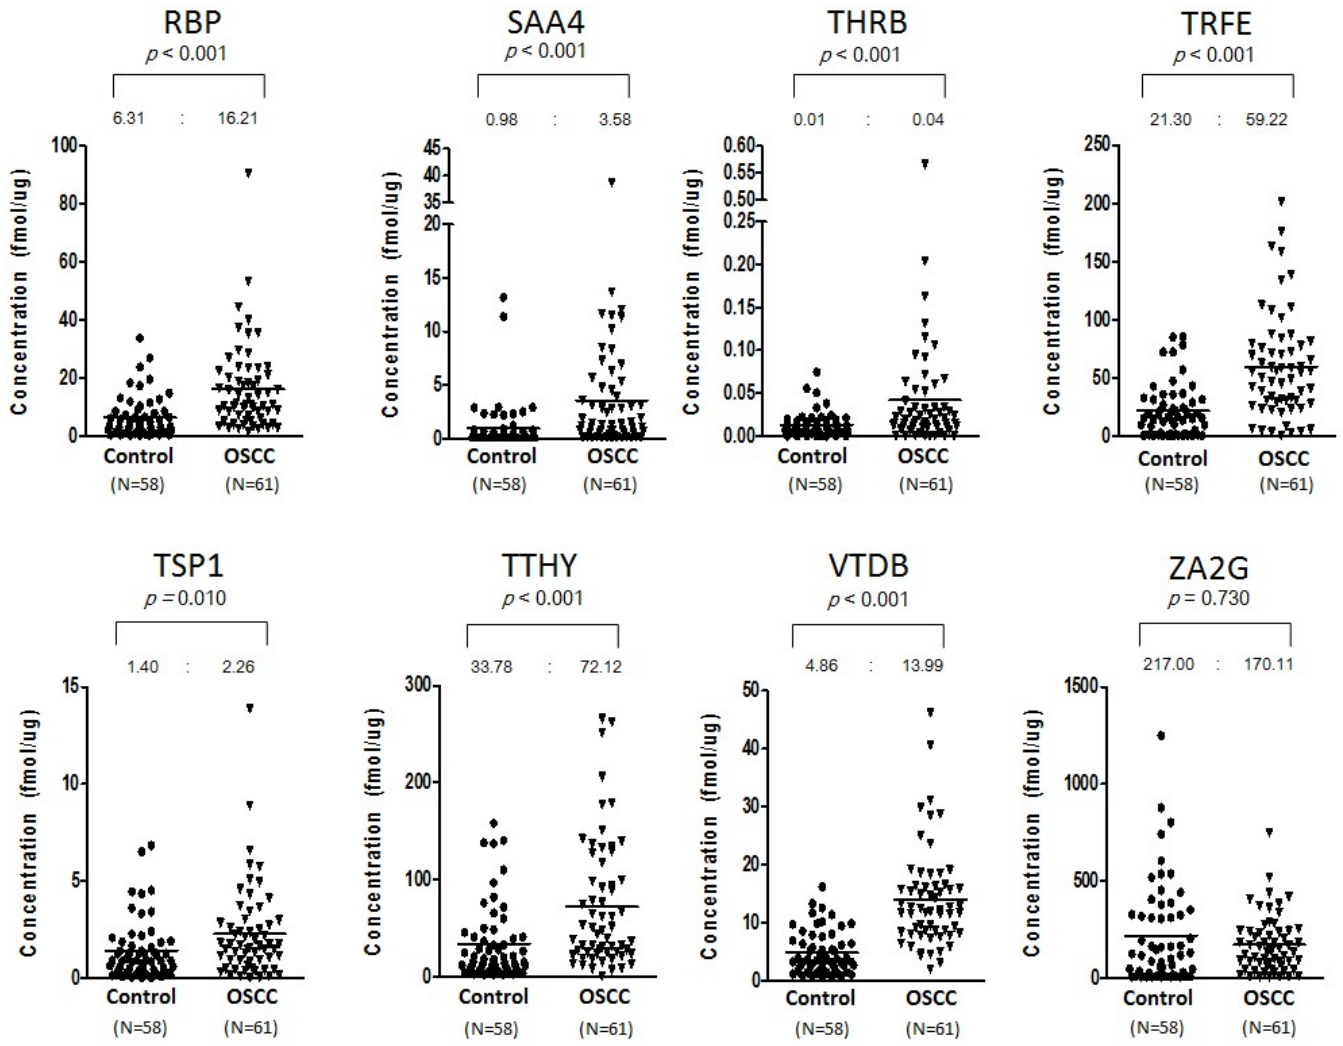 RBP
p < 0.001
6.31 : 16.21
100
80
60
40
20
0
Concentration (fmol/ug)
Control OSCC
(N=58) (N=61)
SAA4
p < 0.001
0.98 : 3.58
45
40
35
20
15
10
5
0
Concentration (fmol/ug)
Control OSCC
(N=58) (N=61)
THRB
p < 0.001
0.01 : 0.04
0.60
0.55
0.50
0.25
0.20
0.15
0.10
0.05
0.00
Concentration (fmol/ug)
Control OSCC
(N=58) (N=61)
TRFE
p < 0.001
21.30 : 59.22
250
200
150
100
50
0
Concentration (fmol/ug)
Control OSCC
(N=58) (N=61)
TSP1
p = 0.010
1.40 : 2.26
15
10
5
0
Concentration (fmol/ug)
Control OSCC
(N=58) (N=61)
TTHY
p < 0.001
33.78 : 72.12
300
200
100
0
Concentration (fmol/ug)
Control OSCC
(N=58) (N=61)
VTDB
p < 0.001
4.86 : 13.99
50
40
30
20
10
0
Concentration (fmol/ug)
Control OSCC
(N=58) (N=61)
ZA2G
p = 0.730
217.00 : 170.11
1500
1000
500
0
Concentration (fmol/ug)
Control OSCC
(N=58) (N=61)